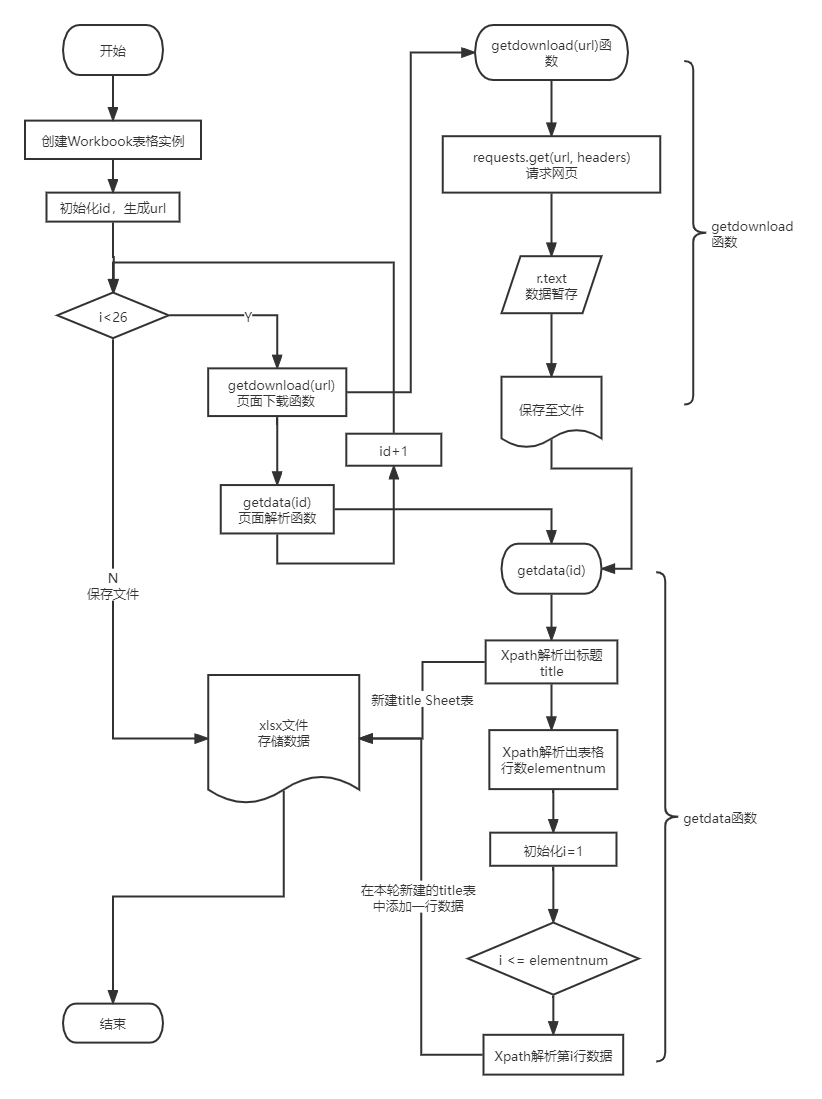 开始
创建Workbook表格实例
初始化id，生成url
i<26
Y
getdownload(url)
页面下载函数
id+1
getdata(id)
页面解析函数
N
保存文件
xlsx文件
存储数据
结束
getdownload(url)函
数
requests.get(url, headers)
请求网页
r.text
数据暂存
保存至文件
getdownload
函数
getdata(id)
Xpath解析出标题
title
新建title Sheet表
Xpath解析出表格
行数elementnum
初始化i=1
i <= elementnum
Xpath解析第i行数据
在本轮新建的title表
中添加一行数据
getdata函数